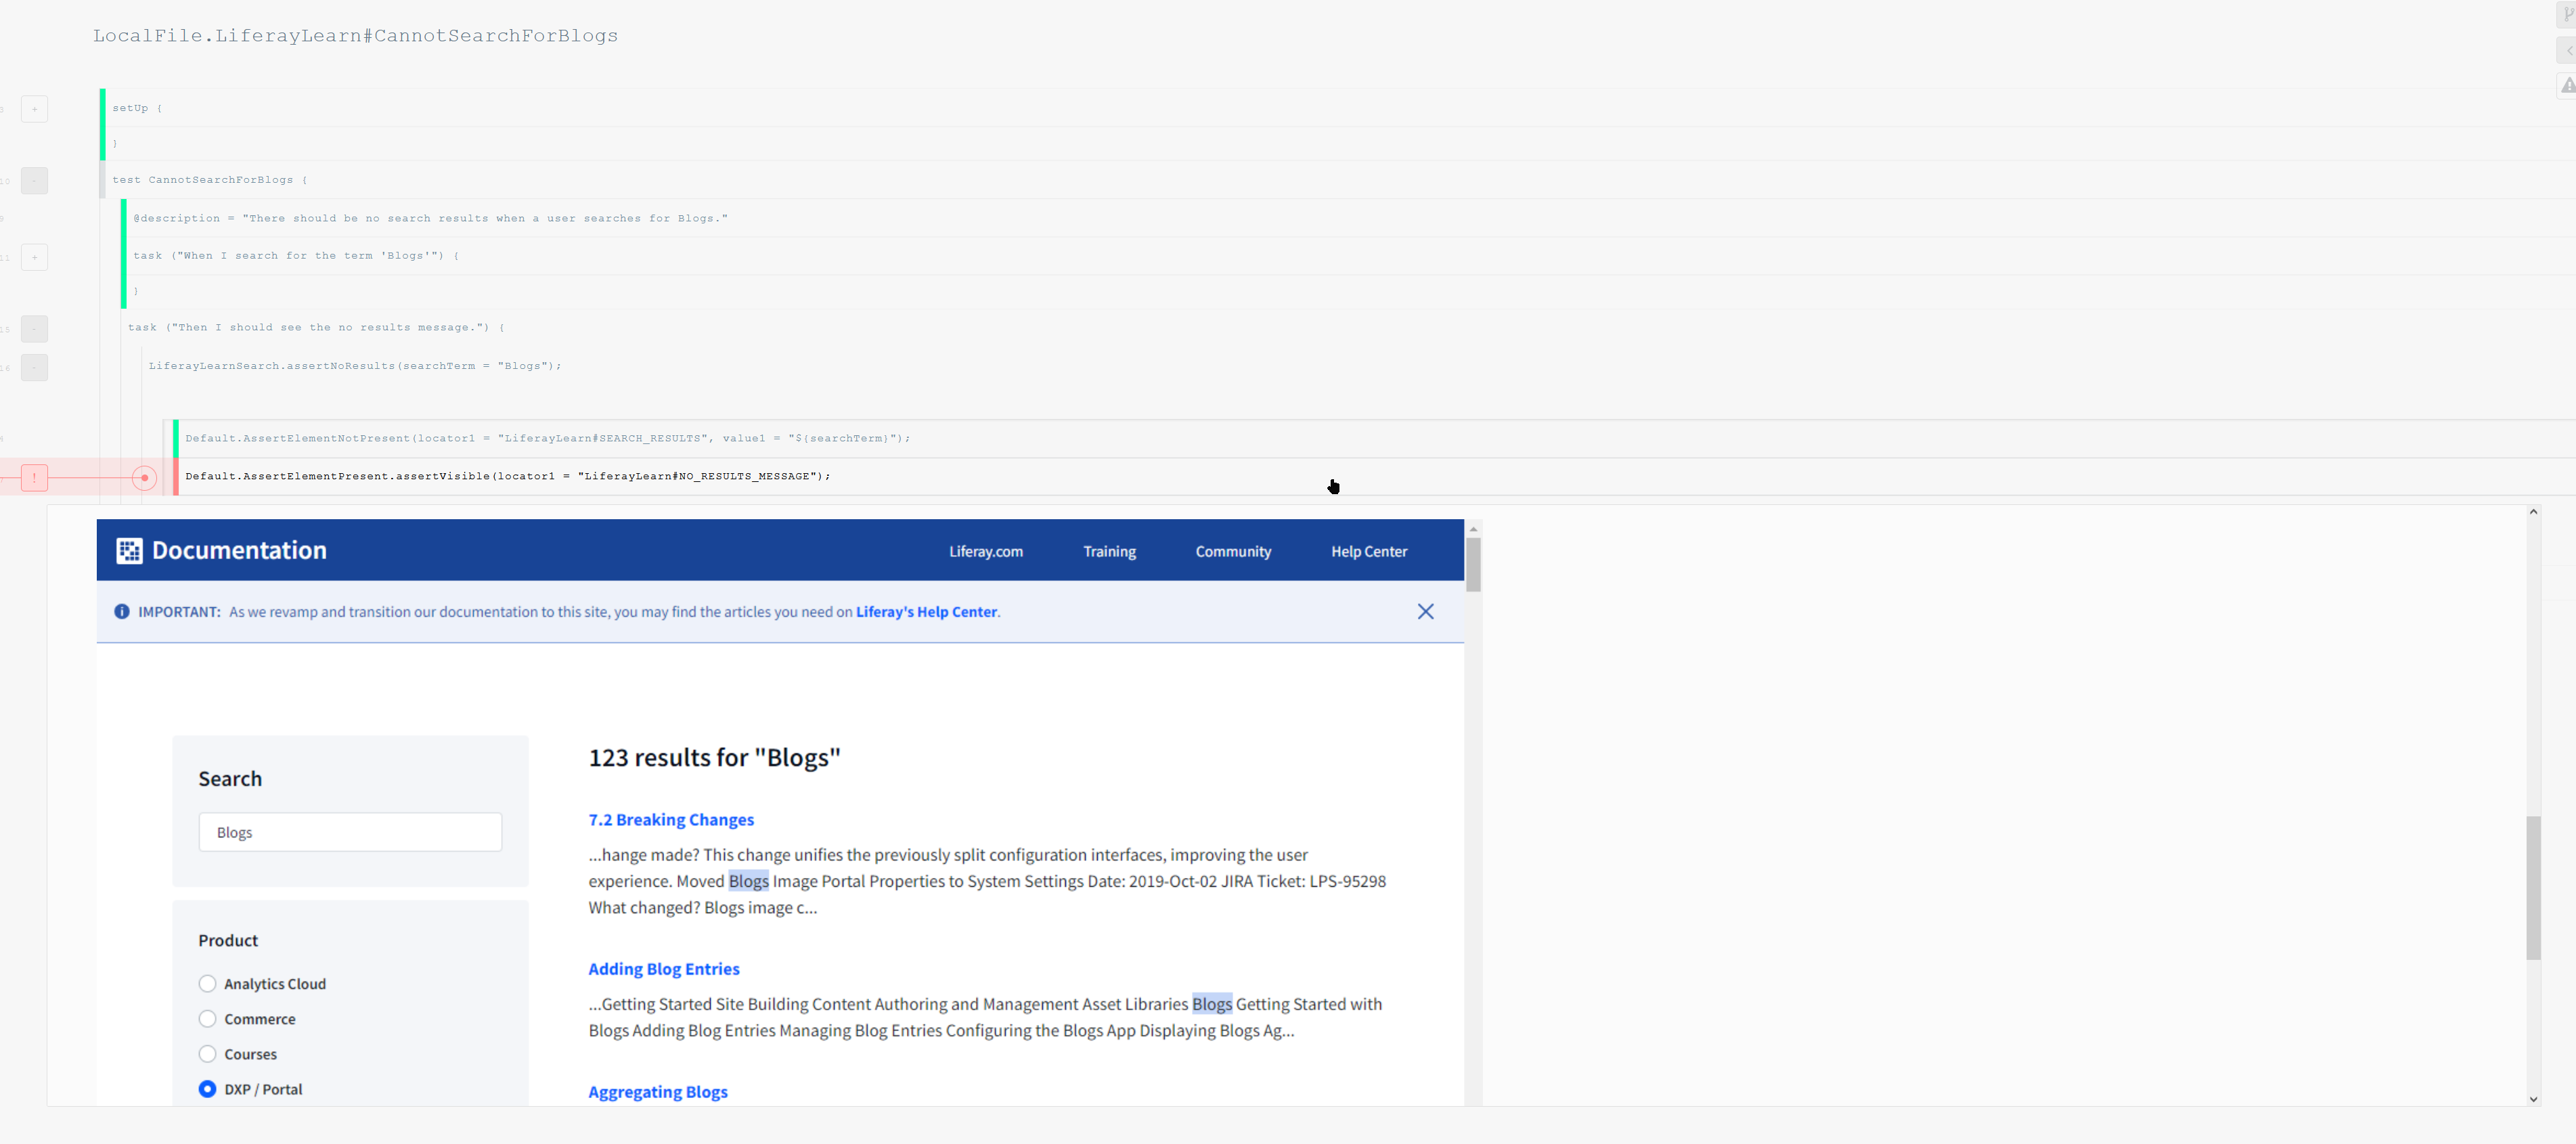 LocalFile.LiferayLearn#CannotSearchForBlogs
+
setUp {
}
10
-
test CannotSearchForBlogs {
@description = "There should be no search results when a user searches for Blogs."
11
+
task ("When I search for the term 'Blogs'") {
}
15
-
task ("Then I should see the no results message.") {
16
-
LiferayLearnSearch.assertNoResults(searchTerm = "Blogs");
Default.AssertElementNotPresent(locator1 = "LiferayLearn#SEARCH_RESULTS", value1 = "${searchTerm}");
!
Default.AssertElementPresent.assertVisible(locator1 = "LiferayLearn#NO_RESULTS_MESSAGE");
Documentation
Liferay.com
Training
Community
Help Center
IMPORTANT: As we revamp and transition our documentation to this site, you may find the articles you need on Liferay's Help Center.
Search
Blogs
Product
Analytics Cloud
Commerce
Courses
DXP / Portal
123 results for "Blogs"
7.2 Breaking Changes
...hange made? This change unifies the previously split configuration interfaces, improving the user
experience. Moved Blogs Image Portal Properties to System Settings Date: 2019-Oct-02 JIRA Ticket: LPS-95298
What changed? Blogs image c...
Adding Blog Entries
...Getting Started Site Building Content Authoring and Management Asset Libraries Blogs Getting Started with
Blogs Adding Blog Entries Managing Blog Entries Configuring the Blogs App Displaying Blogs Ag...
Aggregating Blogs